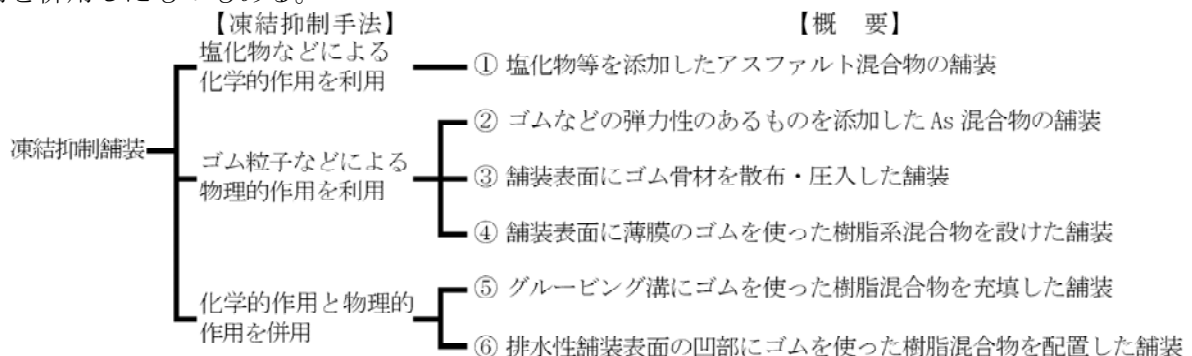 を併用したものもある。
【凍結抑制手法】
【概　要】
塩化物などによる
化学的作用を利用
① 塩化物等を添加したアスファルト混合物の舗装
② ゴムなどの弾力性のあるものを添加した As 混合物の舗装
凍結抑制舗装
ゴム粒子などによる
物理的作用を利用
③ 舗装表面にゴム骨材を散布・圧入した舗装
④ 舗装表面に薄膜のゴムを使った樹脂系混合物を設けた舗装
化学的作用と物理的
作用を併用
⑤ グルービング溝にゴムを使った樹脂混合物を充填した舗装
⑥ 排水性舗装表面の凹部にゴムを使った樹脂混合物を配置した舗装